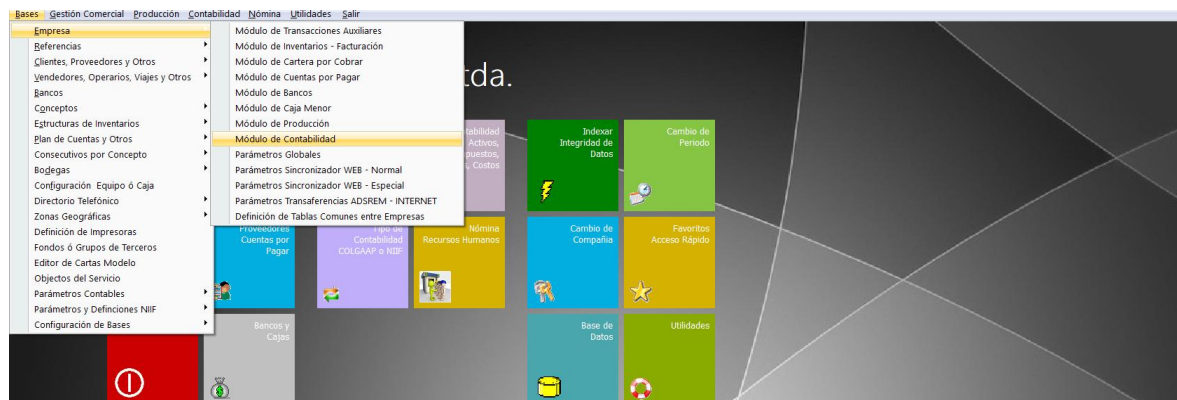 Bases Gestión Comercial Producción Contabilidad Nómina Utilidades Salir
Empresa
Referencias
Clientes, Proveedores y Otros
Vendedores, Operarios, Viajes y Otros
Bancos
Conceptos
Estructuras de Inventarios
Plan de Cuentas y Otros
Consecutivos por Concepto
Bodegas
Configuración Equipo ó Caja
Directorio Telefónico
Zonas Geográficas
Definición de Impresoras
Fondos ó Grupos de Terceros
Editor de Cartas Modelo
Objectos del Servicio
Parámetros Contables
Parámetros y Definciones NIIF
Configuración de Bases
Módulo de Transacciones Auxiliares
Módulo de Inventarios - Facturación
Módulo de Cartera por Cobrar
Módulo de Cuentas por Pagar
Módulo de Bancos
Módulo de Caja Menor
Módulo de Producción
Módulo de Contabilidad
Parámetros Globales
Parámetros Sincronizador WEB - Normal
Parámetros Sincronizador WEB - Especial
Parámetros Transferencias ADSREM - INTERNET
Definición de Tablas Comunes entre Empresas
tda.
tabilidad
Activos,
puestos,
, Costos
Indexar
Integridad de
Datos
Cambio de
Periodo
Proveedores
Cuentas por
Pagar
Tipo de
Contabilidad
COLGAAP o NIIF
Nómina
Recursos Humanos
Cambio de
Compañia
Favoritos
Acceso Rápido
Bancos y
Cajas
Base de
Datos
Utilidades